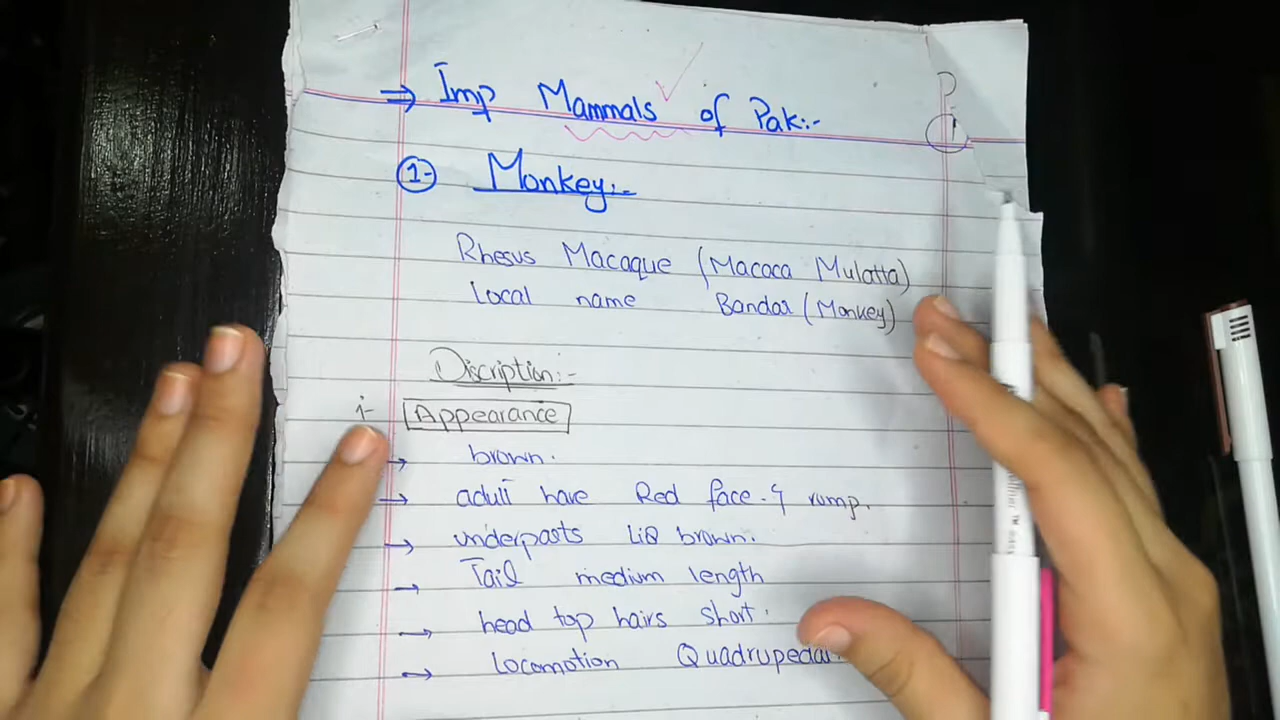 ⇒ Imp Mammals of Pak:-
1- Monkey:-
Rhesus Macaque (Macaca Mulatta)
Local name Bandar (Monkey)
Discription:-
i- Appearance
→ brown.
→ adult have Red face. & rump.
→ underparts brown.
→ Tail medium length
→ head top hairs short.
→ Locomotion Quadrupedal.